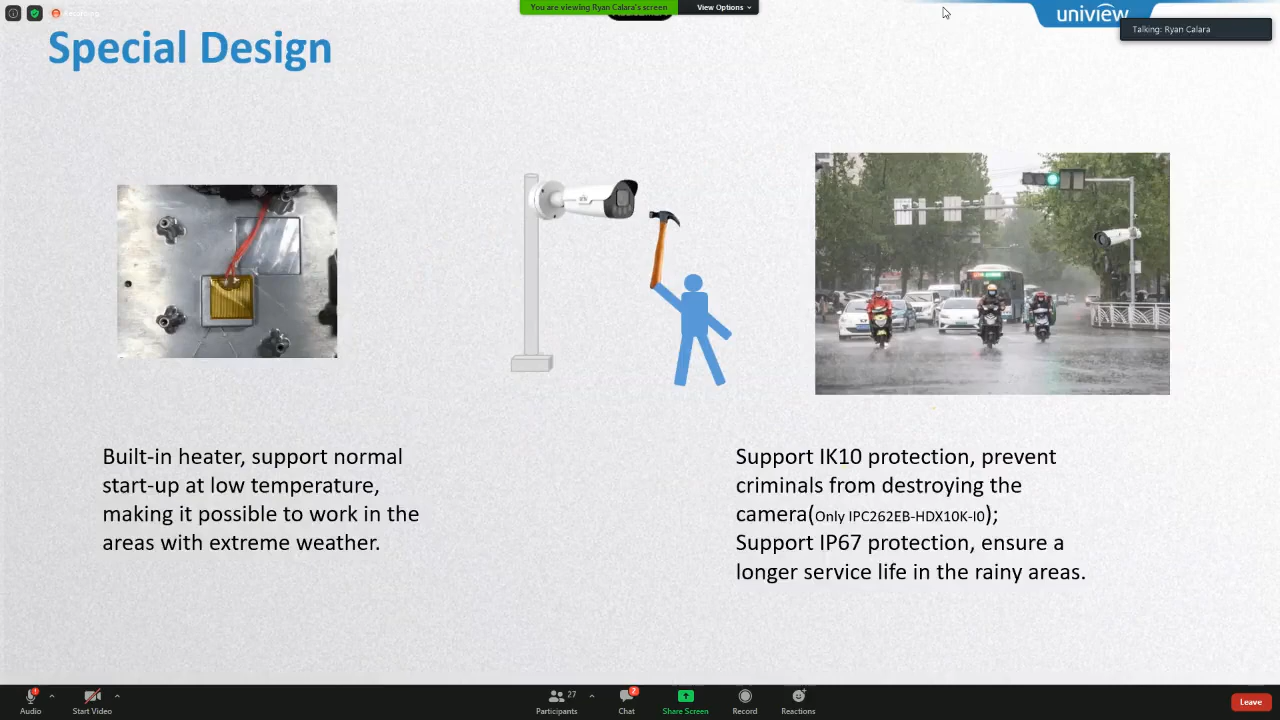 Recording
You are viewing Ryan Calara's screen
View Options
uniview
Talking: Ryan Calara
Special Design
Built-in heater, support normal
start-up at low temperature,
making it possible to work in the
areas with extreme weather.
Support IK10 protection, prevent
criminals from destroying the
camera(Only IPC262EB-HDX10K-I0);
Support IP67 protection, ensure a
longer service life in the rainy areas.
Audio
Start Video
Participants
27
Chat
2
Share Screen
Record
Reactions
Leave